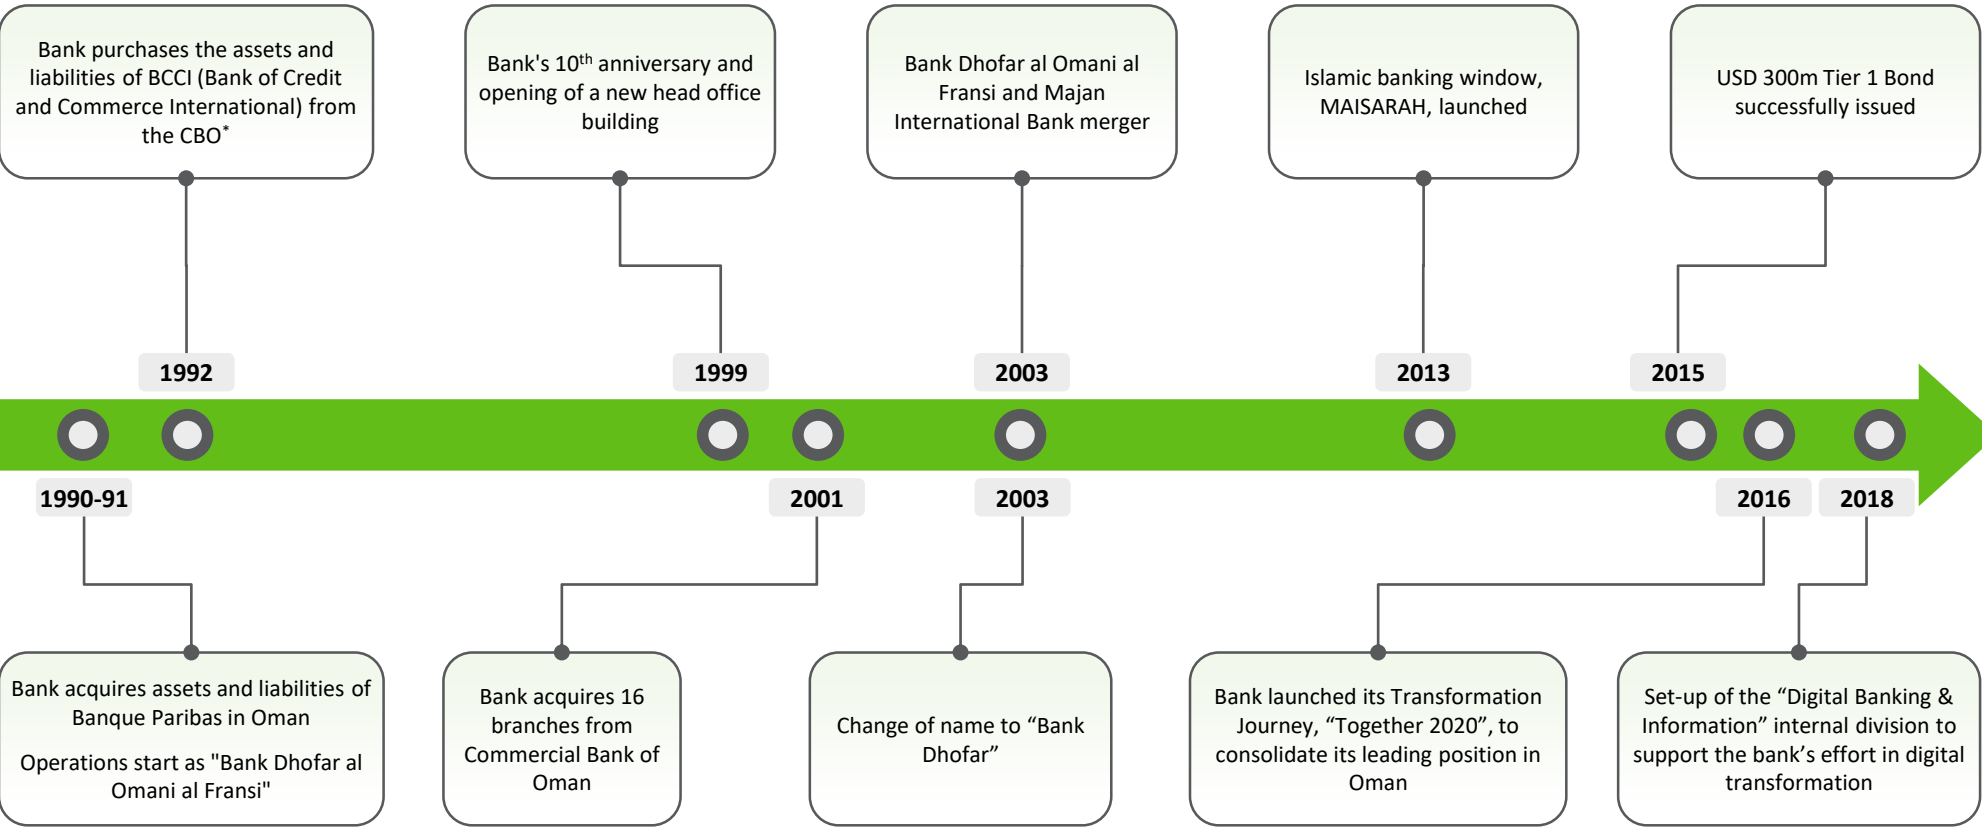 Bank purchases the assets and
liabilities of BCCI (Bank of Credit
and Commerce International) from
the CBO*
Bank's 10th anniversary and
opening of a new head office
building
Bank Dhofar al Omani al
Fransi and Majan
International Bank merger
Islamic banking window,
MAISARAH, launched
USD 300m Tier 1 Bond
successfully issued
1992
1999
2003
2013
2015
1990-91
2001
2003
2016
2018
Bank acquires assets and liabilities of
Banque Paribas in Oman
Operations start as "Bank Dhofar al
Omani al Fransi"
Bank acquires 16
branches from
Commercial Bank of
Oman
Change of name to “Bank
Dhofar”
Bank launched its Transformation
Journey, “Together 2020”, to
consolidate its leading position in
Oman
Set-up of the “Digital Banking &
Information” internal division to
support the bank’s effort in digital
transformation